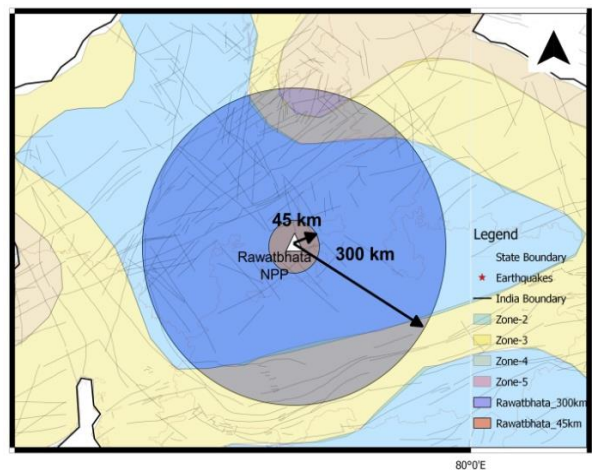 45 km
Rawatbhata
NPP
300 km
Legend
State Boundary
Earthquakes
India Boundary
Zone-2
Zone-3
Zone-4
Zone-5
Rawatbhata_300km
Rawatbhata_45km
80°0'E